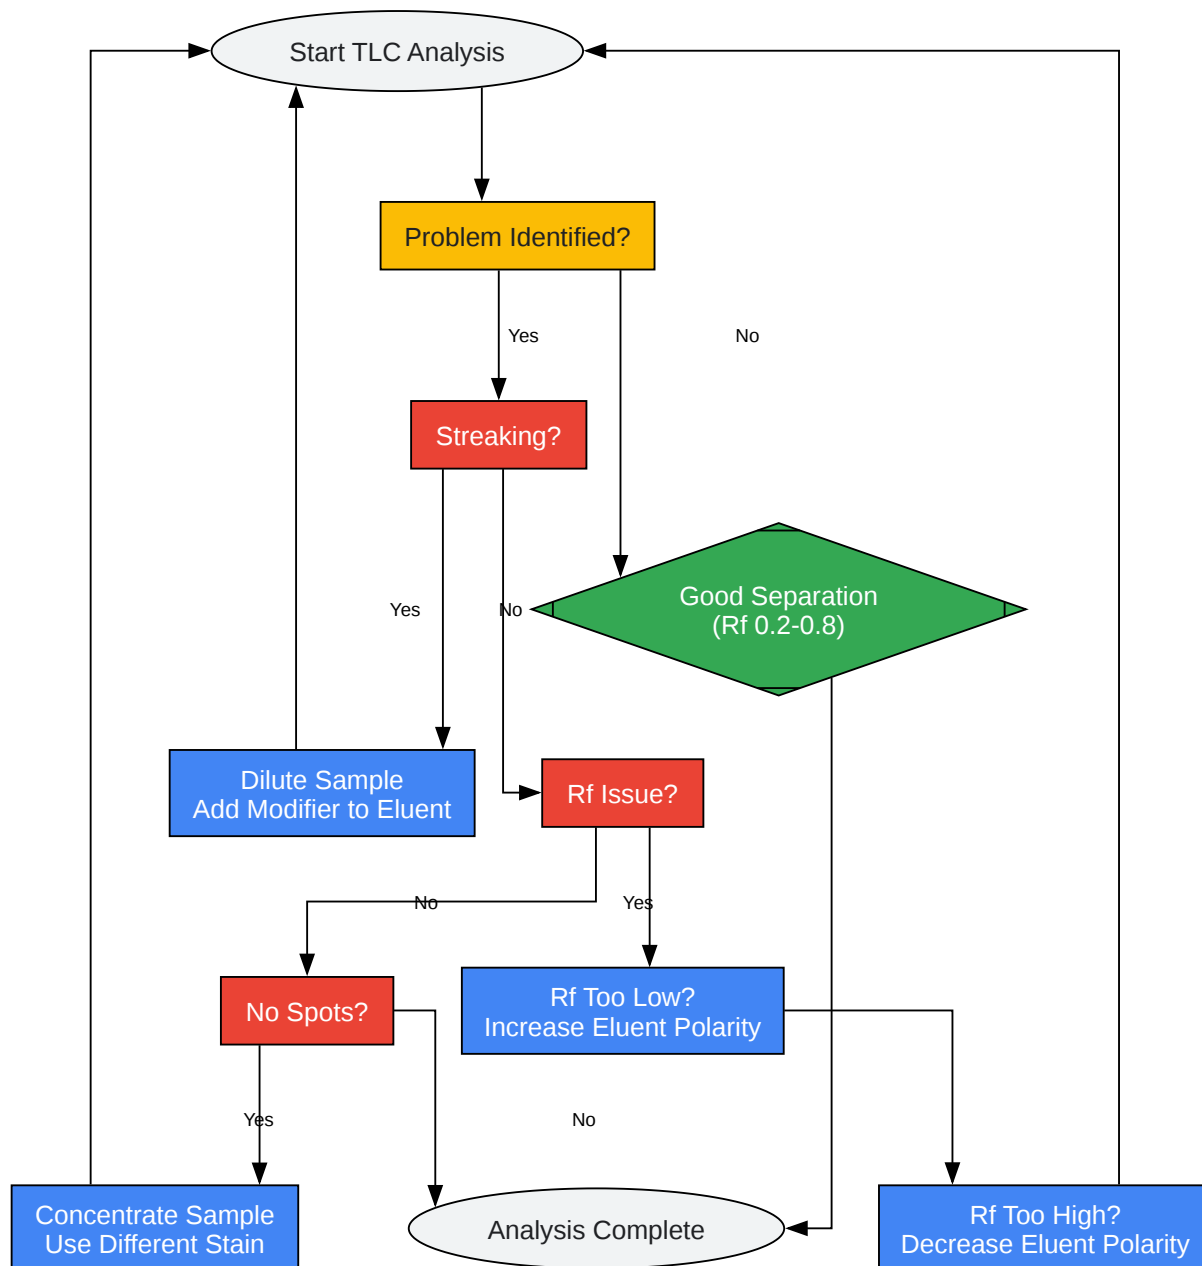 Start TLC Analysis
Problem Identified?
Yes
No
Streaking?
Good Separation
(Rf 0.2-0.8)
Yes
No
Dilute Sample
Add Modifier to Eluent
Rf Issue?
No
Yes
No Spots?
Rf Too Low?
Increase Eluent Polarity
Yes
No
Concentrate Sample
Use Different Stain
Analysis Complete
Rf Too High?
Decrease Eluent Polarity